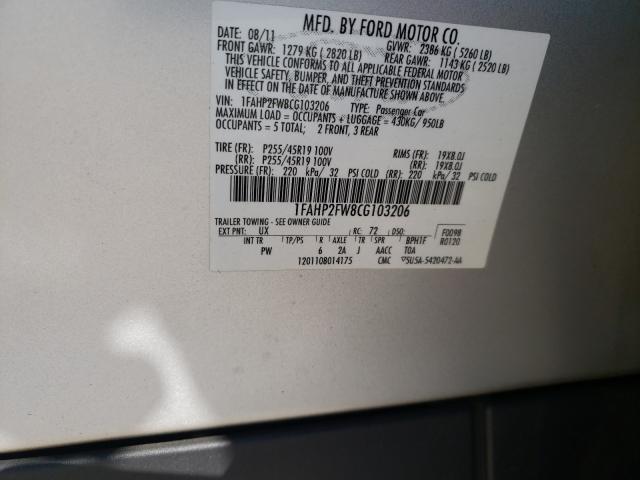 MFD. BY FORD MOTOR CO.
DATE: 08/11 GVWR: 2386 KG ( 5260 LB)
FRONT GAWR: 1279 KG ( 2820 LB) REAR GAWR: 1143 KG ( 2520 LB)
THIS VEHICLE CONFORMS TO ALL APPLICABLE FEDERAL MOTOR
VEHICLE SAFETY, BUMPER, AND THEFT PREVENTION STANDARDS
IN EFFECT ON THE DATE OF MANUFACTURE SHOWN ABOVE.
VIN: 1FAHP2FW8CG103206 TYPE: Passenger Car
MAXIMUM LOAD = OCCUPANTS + LUGGAGE = 430KG/ 950LB
OCCUPANTS = 5 TOTAL; 2 FRONT, 3 REAR
TIRE (FR): P255/45R19 100V RIMS (FR): 19X8.0J
(RR): P255/45R19 100V (RR): 19X8.0J
PRESSURE (FR): 220 kPa/ 32 PSI COLD (RR): 220 kPa/ 32 PSI COLD
1FAHP2FW8CG103206
TRAILER TOWING - SEE OWNER GUIDE
EXT PNT: UX RC: 72 DSO: F0098
INT TR TP/PS R AXLE TR SPR BPH1F R0120
PW 6 2A J AACC TOA
1201108014175 CMC 5U5A-5420472-AA